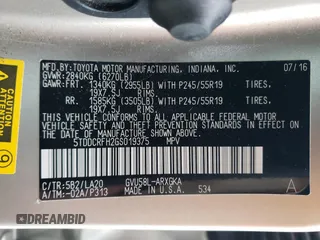 MFD. BY: TOYOTA MOTOR MANUFACTURING, INDIANA, INC. 07/16
GVWR: 2840KG (6270LB)
GAWR: FRT. 1340KG (2955LB) WITH P245/55R19 TIRES,
19X7.5J RIMS,
RR. 1585KG (3505LB) WITH P245/55R19 TIRES,
19X7.5J RIMS,
THIS VEHICLE CONFORMS TO ALL APPLICABLE FEDERAL MOTOR VEHICLE
SAFETY STANDARDS IN EFFECT ON THE DATE OF
MANUFACTURE SHOWN ABOVE.
5TDDCRFH2GS019375 MPV
C/TR: 5B2/LA20 GVU58L-ARXGKA
A/TM: -02A/P313 MADE IN U.S.A. 534
A
DREAMBID